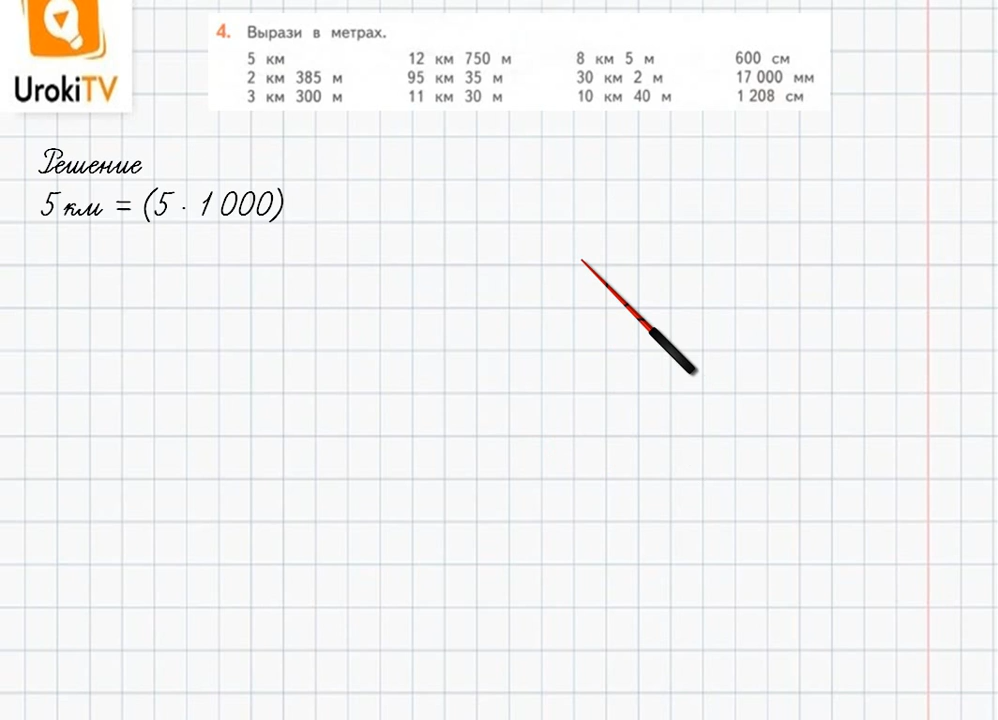 UrokiTV
4. Вырази в метрах.
5 км 12 км 750 м 8 км 5 м 600 см
2 км 385 м 95 км 35 м 30 км 2 м 17 000 мм
3 км 300 м 11 км 30 м 10 км 40 м 1 208 см
Решение
5 км = (5 · 1 000)